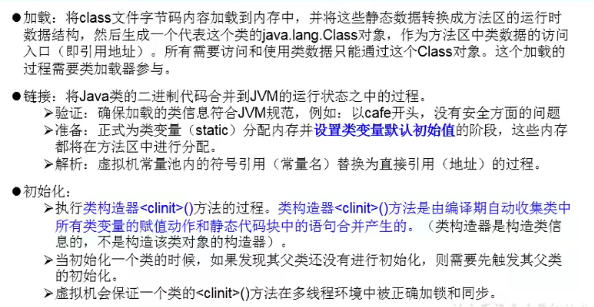 ●加载：将class文件字节码内容加载到内存中，并将这些静态数据转换成方法区的运行时
数据结构，然后生成一个代表这个类的java.lang.Class对象，作为方法区中类数据的访问
入口（即引用地址）。所有需要访问和使用类数据只能通过这个Class对象。这个加载的
过程需要类加载器参与。
●链接：将Java类的二进制代码合并到JVM的运行状态之中的过程。
➢验证：确保加载的类信息符合JVM规范，例如：以cafe开头，没有安全方面的问题
➢准备：正式为类变量（static）分配内存并设置类变量默认初始值的阶段，这些内存
都将在方法区中进行分配。
➢解析：虚拟机常量池内的符号引用（常量名）替换为直接引用（地址）的过程。
●初始化：
➢执行类构造器<clinit>()方法的过程。类构造器<clinit>()方法是由编译期自动收集类中
所有类变量的赋值动作和静态代码块中的语句合并产生的。（类构造器是构造类信
息的，不是构造该类对象的构造器）。
➢当初始化一个类的时候，如果发现其父类还没有进行初始化，则需要先触发其父类
的初始化。
➢虚拟机会保证一个类的<clinit>()方法在多线程环境中被正确加锁和同步。